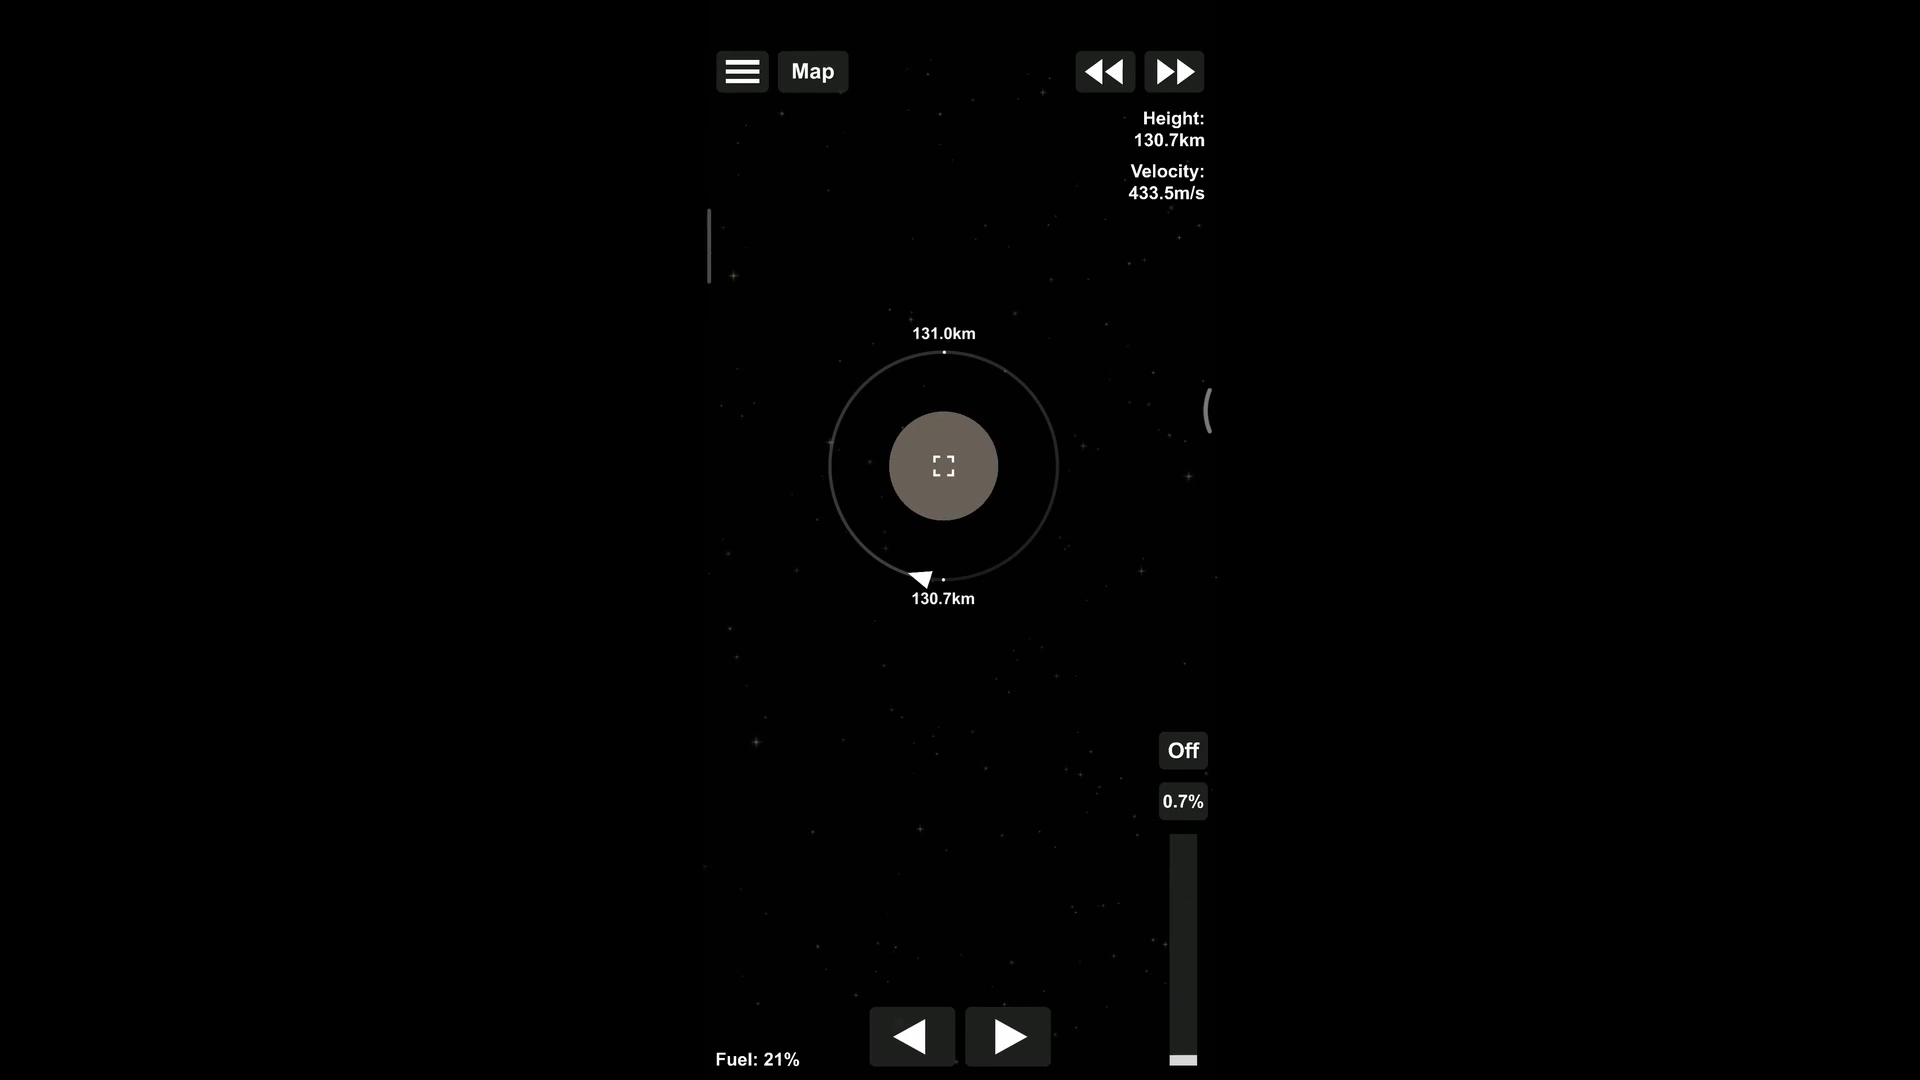 Map
Height:
130.7km
Velocity:
433.5m/s
131.0km
130.7km
Off
0.7%
Fuel: 21%